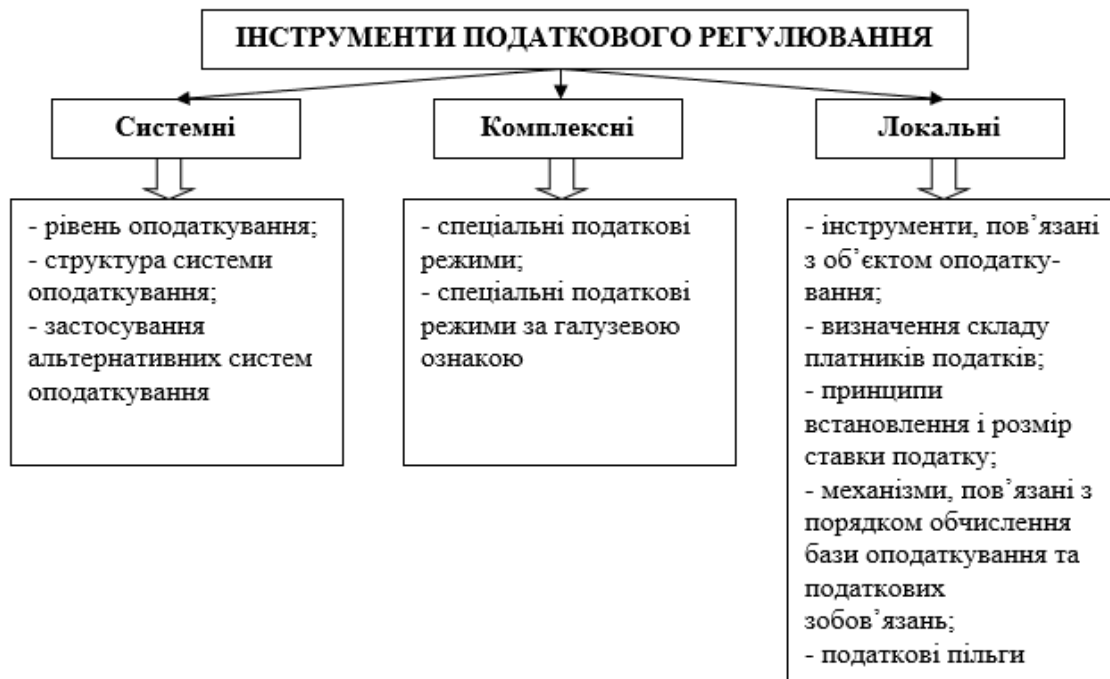 ІНСТРУМЕНТИ ПОДАТКОВОГО РЕГУЛЮВАННЯ
Системні
- рівень оподаткування;
- структура системи
оподаткування;
- застосування
альтернативних систем
оподаткування
Комплексні
- спеціальні податкові
режими;
- спеціальні податкові
режими за галузевою
ознакою
Локальні
- інструменти, пов’язані
з об’єктом оподатку-
вання;
- визначення складу
платників податків;
- принципи
встановлення і розмір
ставки податку;
- механізми, пов’язані з
порядком обчислення
бази оподаткування та
податкових
зобов’язань;
- податкові пільги